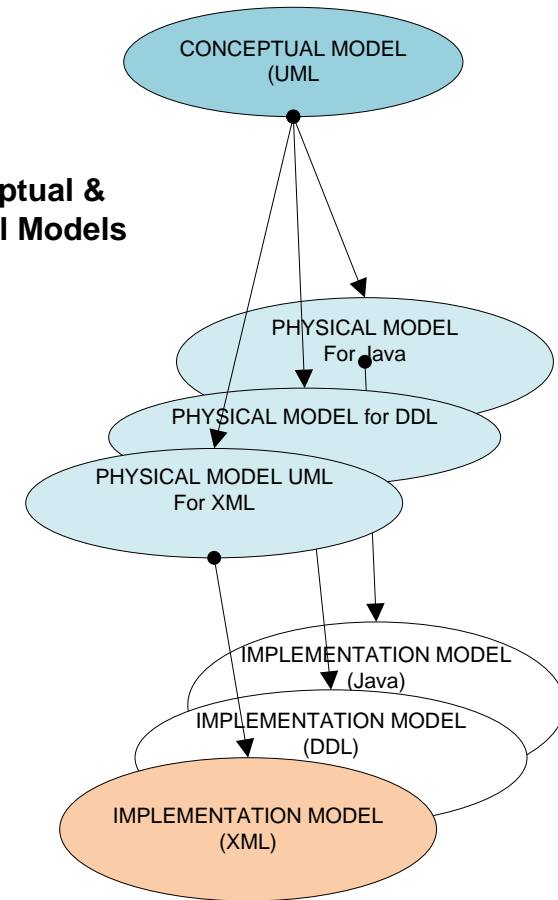 CONCEPTUAL MODEL
(UML
ptual &
l Models
PHYSICAL MODEL
For Java
PHYSICAL MODEL for DDL
PHYSICAL MODEL UML
For XML
IMPLEMENTATION MODEL
(Java)
IMPLEMENTATION MODEL
(DDL)
IMPLEMENTATION MODEL
(XML)